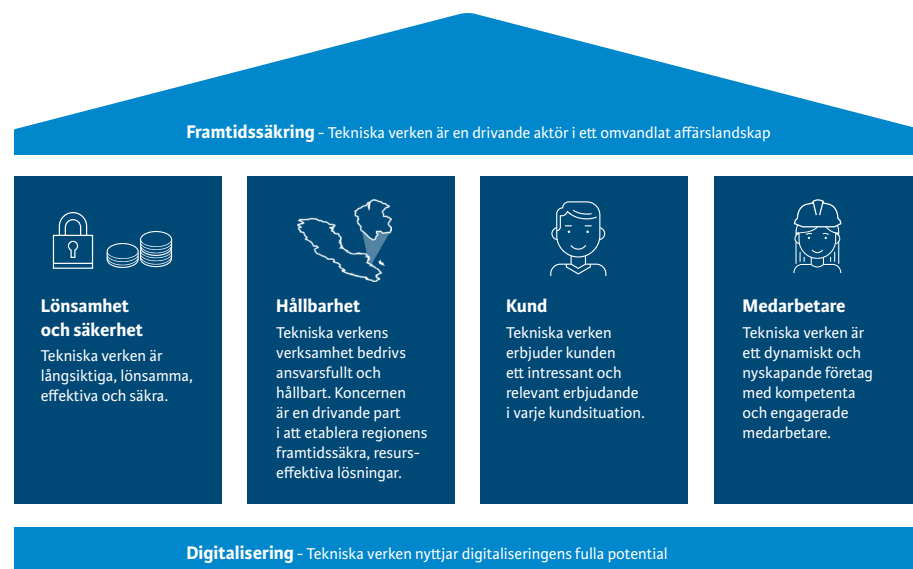 Framtidssäkring - Tekniska verken är en drivande aktör i ett omvandlat affärslandskap
Lönsamhet
och säkerhet
Tekniska verken är
långsiktiga, lönsamma,
effektiva och säkra.
Hållbarhet
Tekniska verkens
verksamhet bedrivs
ansvarsfullt och
hållbart. Koncernen
är en drivande part
i att etablera regionens
framtidssäkra, resurs-
effektiva lösningar.
Kund
Tekniska verken
erbjuder kunden
ett intressant och
relevant erbjudande
i varje kundsituation.
Medarbetare
Tekniska verken är
ett dynamiskt och
nyskapande företag
med kompetenta
och engagerade
medarbetare.
Digitalisering - Tekniska verken nyttjar digitaliseringens fulla potential